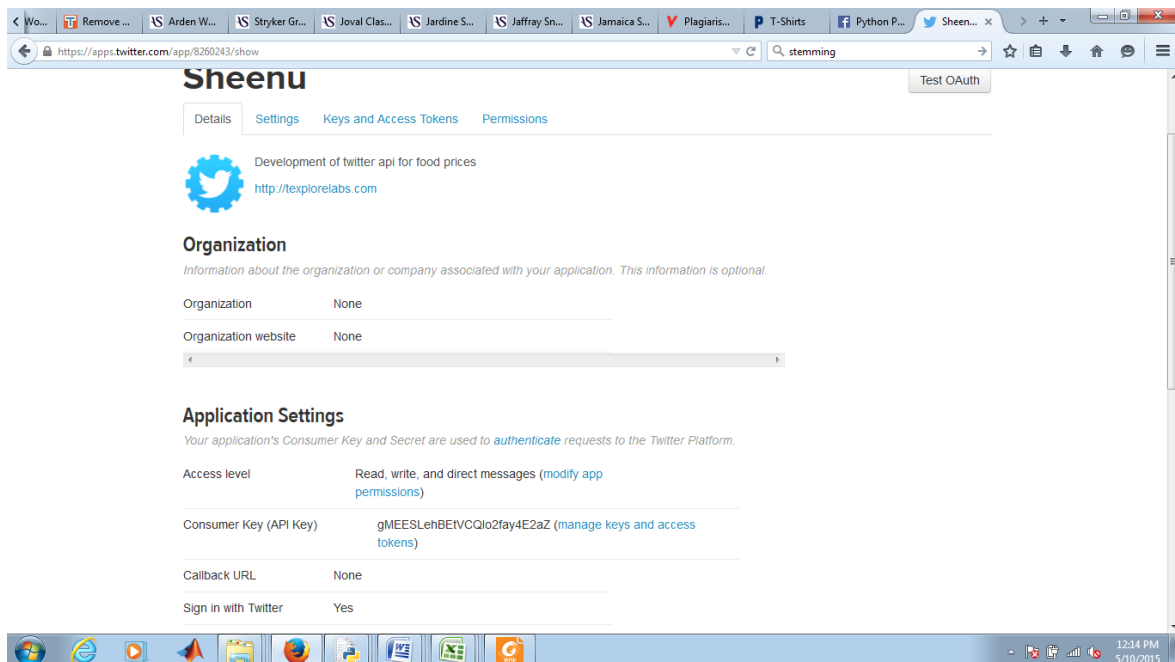 Wo...
Remove ...
Arden W...
Stryker Gr...
Joval Clas...
Jardine S...
Jaffray Sn...
Jamaica S...
Plagiaris...
T-Shirts
Python P...
Sheen... ×
https://apps.twitter.com/app/8260243/show
stemming
Sheenu
Test OAuth
Details Settings Keys and Access Tokens Permissions
Development of twitter api for food prices
http://texplorelabs.com
Organization
Information about the organization or company associated with your application. This information is optional.
Organization None
Organization website None
Application Settings
Your application's Consumer Key and Secret are used to authenticate requests to the Twitter Platform.
Access level Read, write, and direct messages (modify app
permissions)
Consumer Key (API Key) gMEESLehBEtVCQlo2fay4E2aZ (manage keys and access
tokens)
Callback URL None
Sign in with Twitter Yes
12:14 PM
5/10/2015